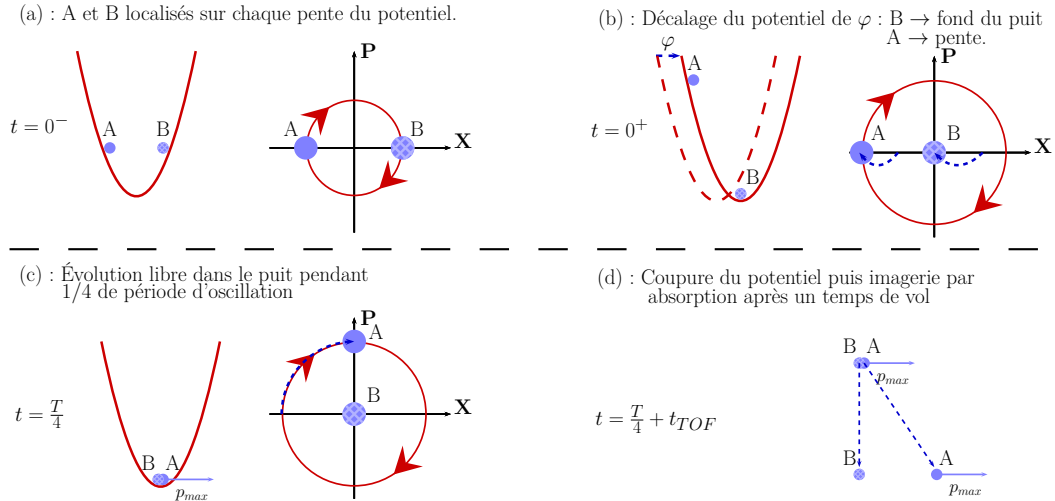 (a) : A et B localisés sur chaque pente du potentiel.
P
A
B
t = 0⁻
A
B
X
(b) : Décalage du potentiel de φ : B → fond du puit
A → pente.
φ
A
P
t = 0⁺
A
B
X
B
(c) : Évolution libre dans le puit pendant
1/4 de période d'oscillation
P
A
t = T/4
B
X
B A
p_max
(d) : Coupure du potentiel puis imagerie par
absorption après un temps de vol
B A
p_max
t = T/4 + t_TOF
B
A
p_max